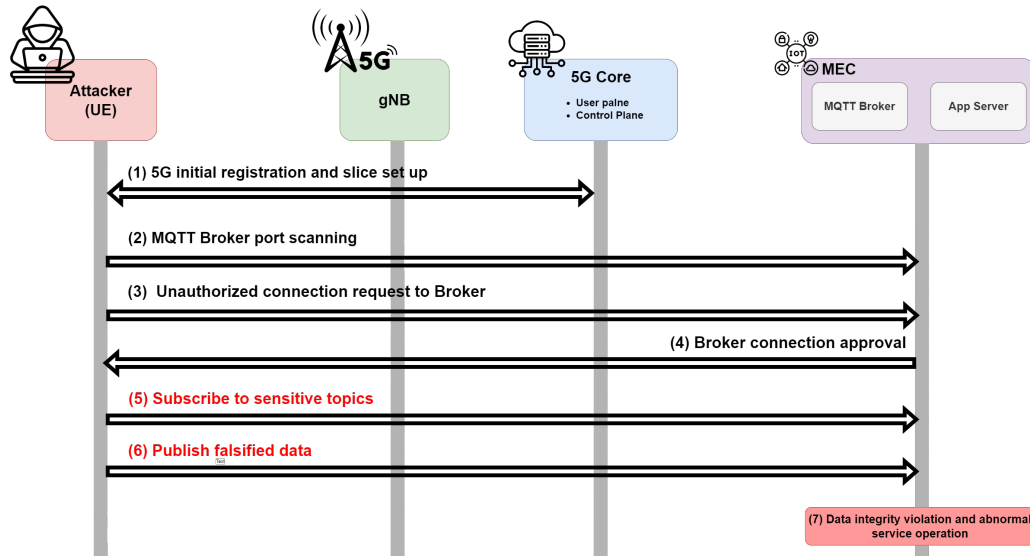 Attacker
(UE)
5G
gNB
5G Core
• User palne
• Control Plane
IOT
MEC
MQTT Broker
App Server
(1) 5G initial registration and slice set up
(2) MQTT Broker port scanning
(3) Unauthorized connection request to Broker
(4) Broker connection approval
(5) Subscribe to sensitive topics
(6) Publish falsified data
Text
(7) Data integrity violation and abnormal
service operation